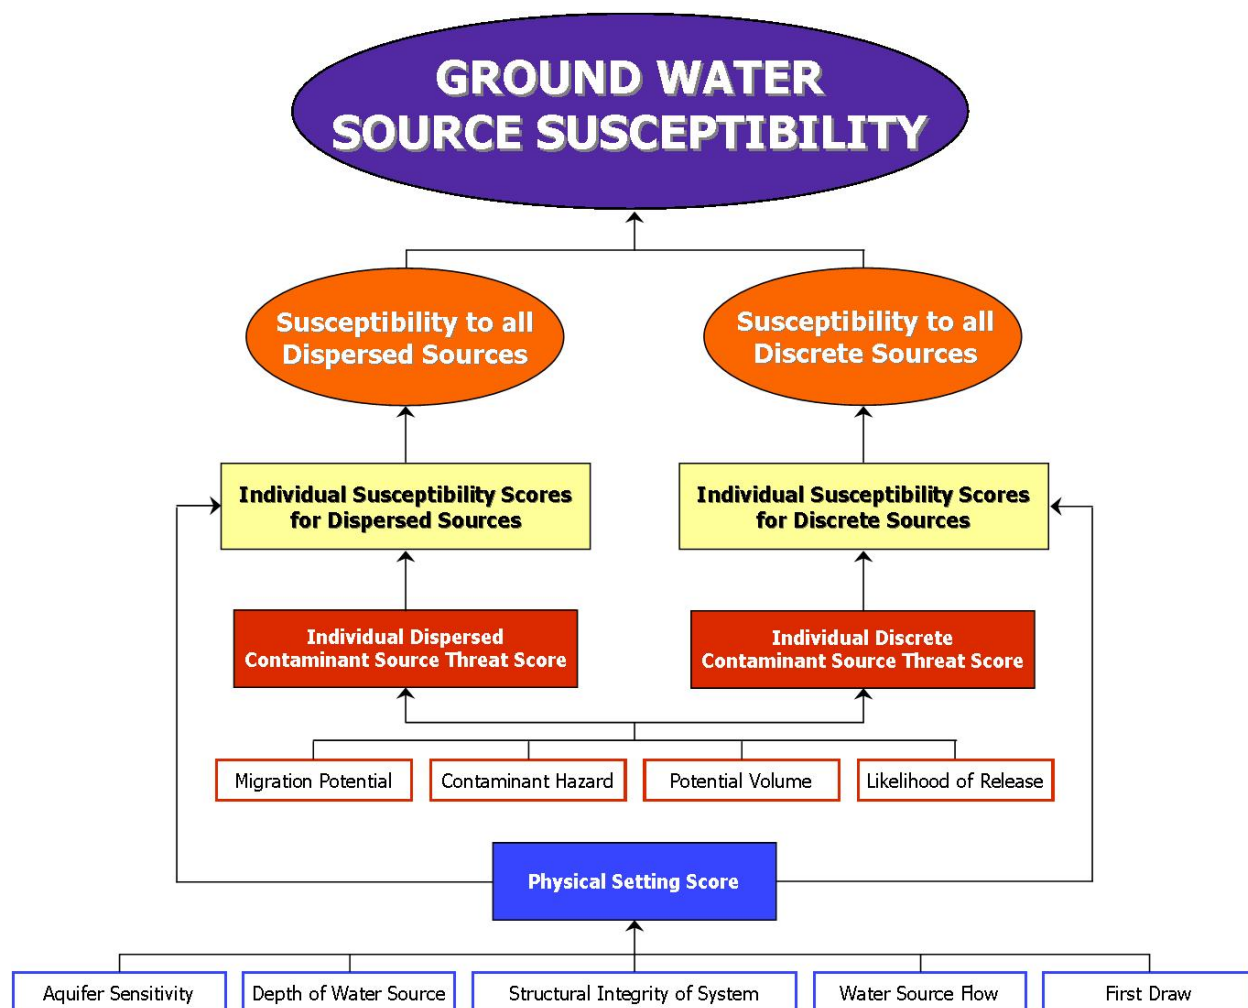 GROUND WATER
SOURCE SUSCEPTIBILITY
Susceptibility to all
Dispersed Sources
Susceptibility to all
Discrete Sources
Individual Susceptibility Scores
for Dispersed Sources
Individual Susceptibility Scores
for Discrete Sources
Individual Dispersed
Contaminant Source Threat Score
Individual Discrete
Contaminant Source Threat Score
Migration Potential
Contaminant Hazard
Potential Volume
Likelihood of Release
Physical Setting Score
Aquifer Sensitivity
Depth of Water Source
Structural Integrity of System
Water Source Flow
First Draw